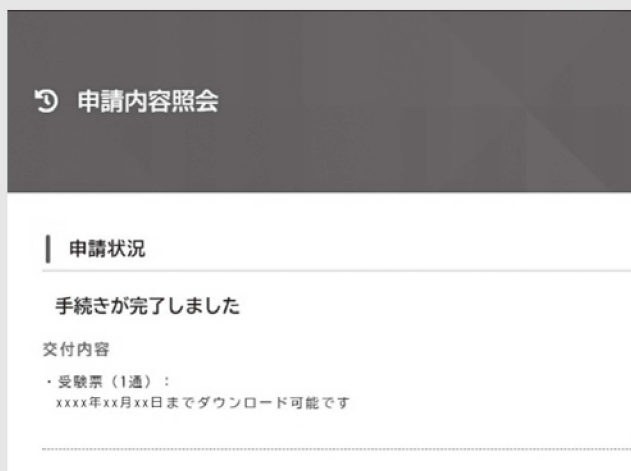 申請内容照会
申請状況
手続きが完了しました
交付内容
・受験票（1通）：
xxxx年xx月xx日までダウンロード可能です